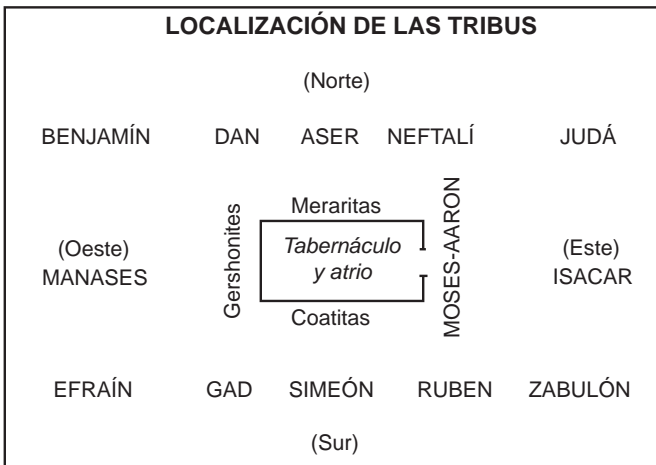 LOCALIZACIÓN DE LAS TRIBUS
(Norte)
BENJAMÍN DAN ASER NEFTALÍ JUDÁ
Meraritas
Gershonites
Tabernáculo
y atrio
MOSES-AARON
(Oeste)
MANASES
(Este)
ISACAR
Coatitas
EFRAÍN GAD SIMEÓN RUBEN ZABULÓN
(Sur)